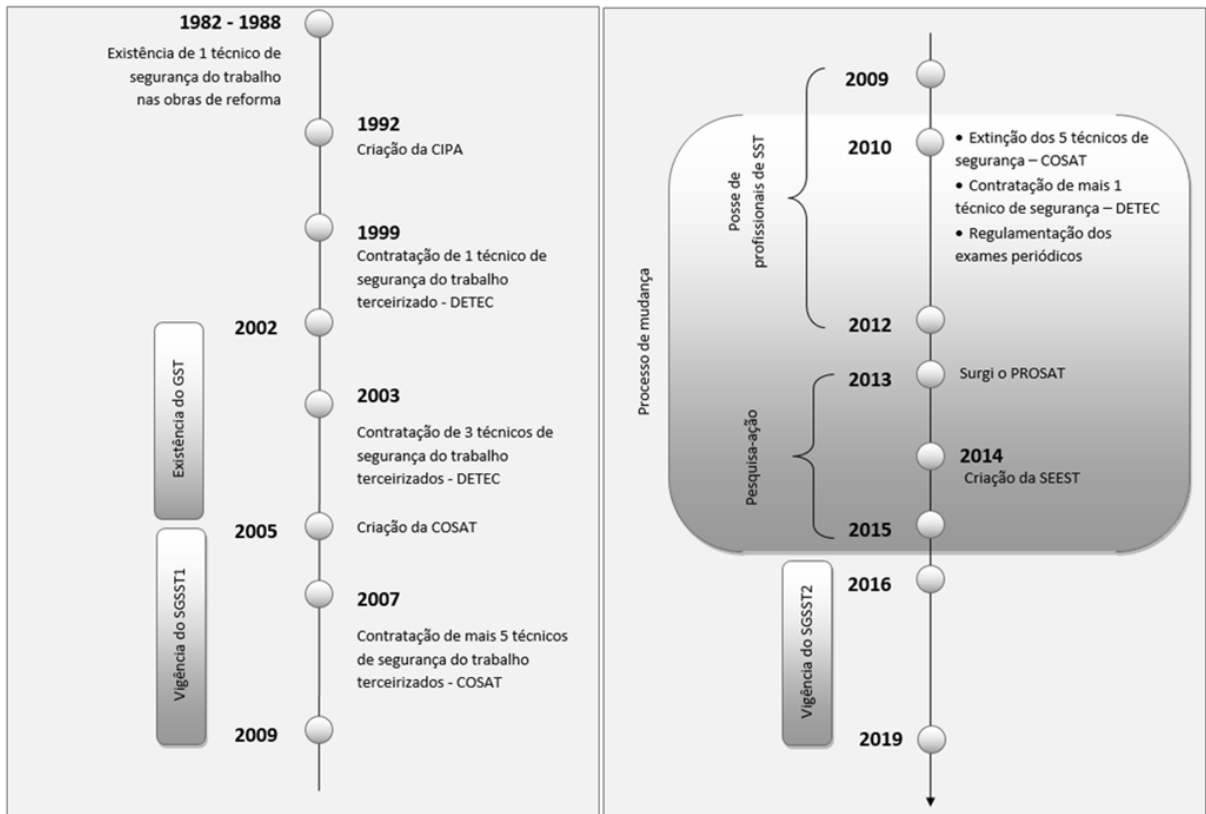 1982 - 1988
Existência de 1 técnico de
segurança do trabalho
nas obras de reforma
1992
Criação da CIPA
1999
Contratação de 1 técnico de
segurança do trabalho
terceirizado - DETEC
2002
Existência do GST
2003
Contratação de 3 técnicos de
segurança do trabalho
terceirizados - DETEC
2005
Criação da COSAT
Vigência do SGSST1
2007
Contratação de mais 5 técnicos
de segurança do trabalho
terceirizados - COSAT
2009
2009
Processo de mudança
Posse de
profissionais de SST
2010
• Extinção dos 5 técnicos de
segurança – COSAT
• Contratação de mais 1
técnico de segurança – DETEC
• Regulamentação dos
exames periódicos
2012
2013
Surgi o PROSAT
Pesquisa-ação
2014
Criação da SEEST
2015
2016
Vigência do SGSST2
2019